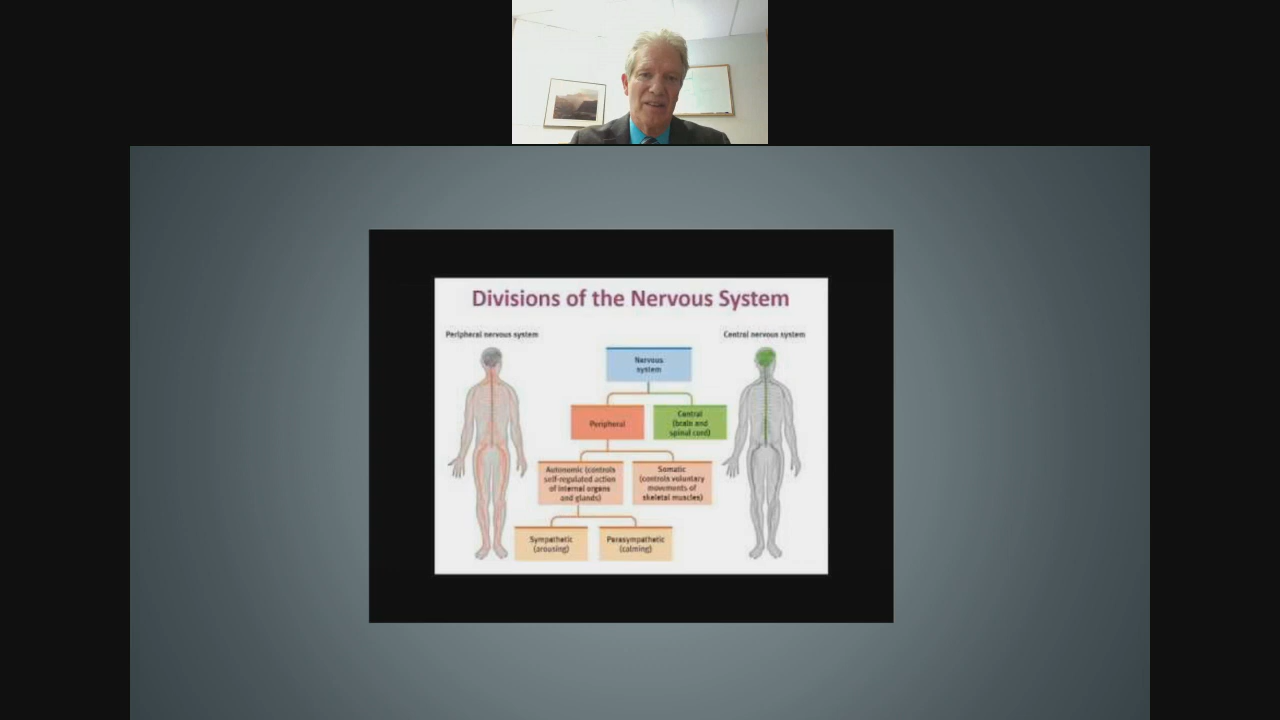 Divisions of the Nervous System
Peripheral nervous system
Central nervous system
Nervous
system
Peripheral
Central
(brain and
spinal cord)
Autonomic (controls
self-regulated action
of internal organs
and glands)
Somatic
(controls voluntary
movements of
skeletal muscles)
Sympathetic
(arousing)
Parasympathetic
(calming)